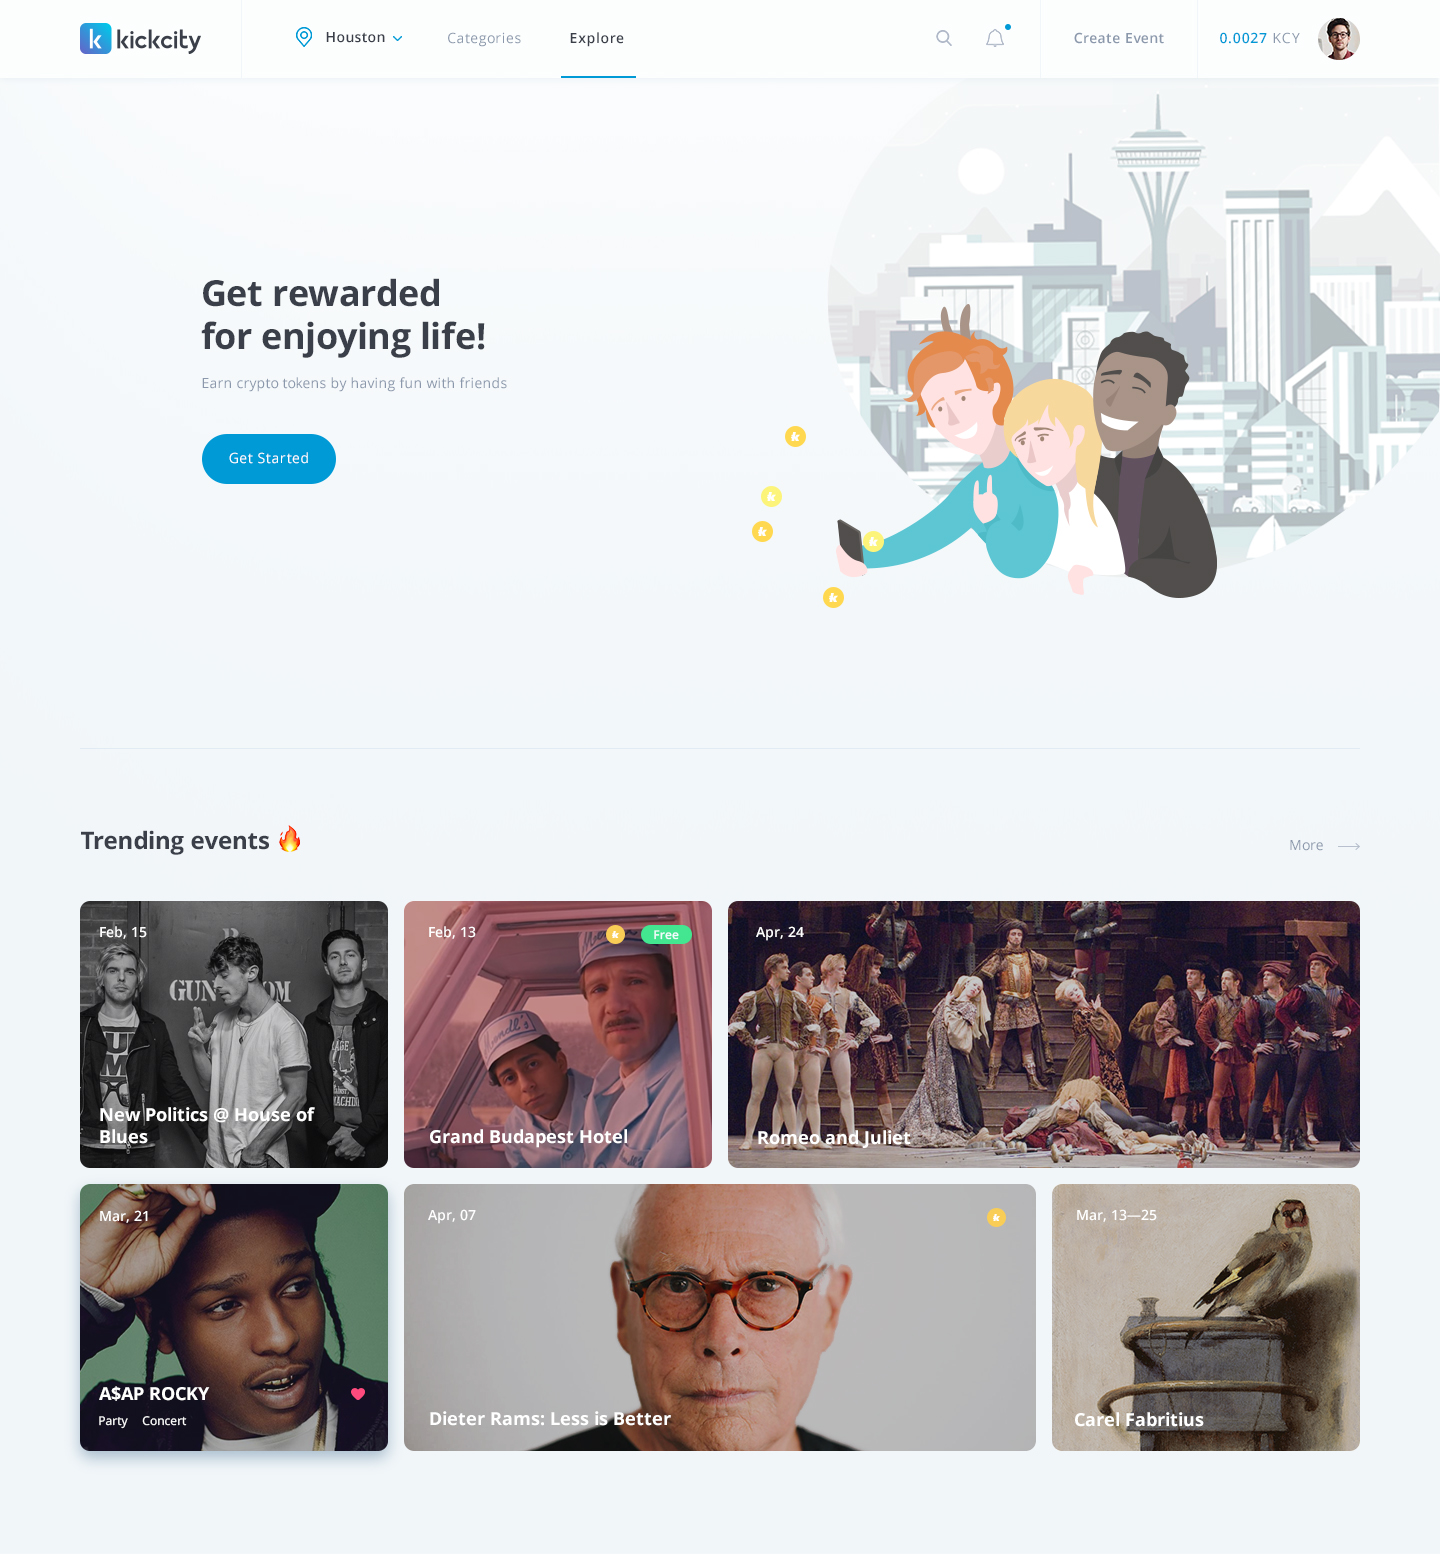 kickcity
Houston
Categories
Explore
Create Event
0.0027 KCY
Get rewarded
for enjoying life!
Earn crypto tokens by having fun with friends
Get Started
Trending events
More
Feb, 15
New Politics @ House of
Blues
Feb, 13
Free
Grand Budapest Hotel
Apr, 24
Romeo and Juliet
Mar, 21
A$AP ROCKY
Party Concert
Apr, 07
Dieter Rams: Less is Better
Mar, 13—25
Carel Fabritius